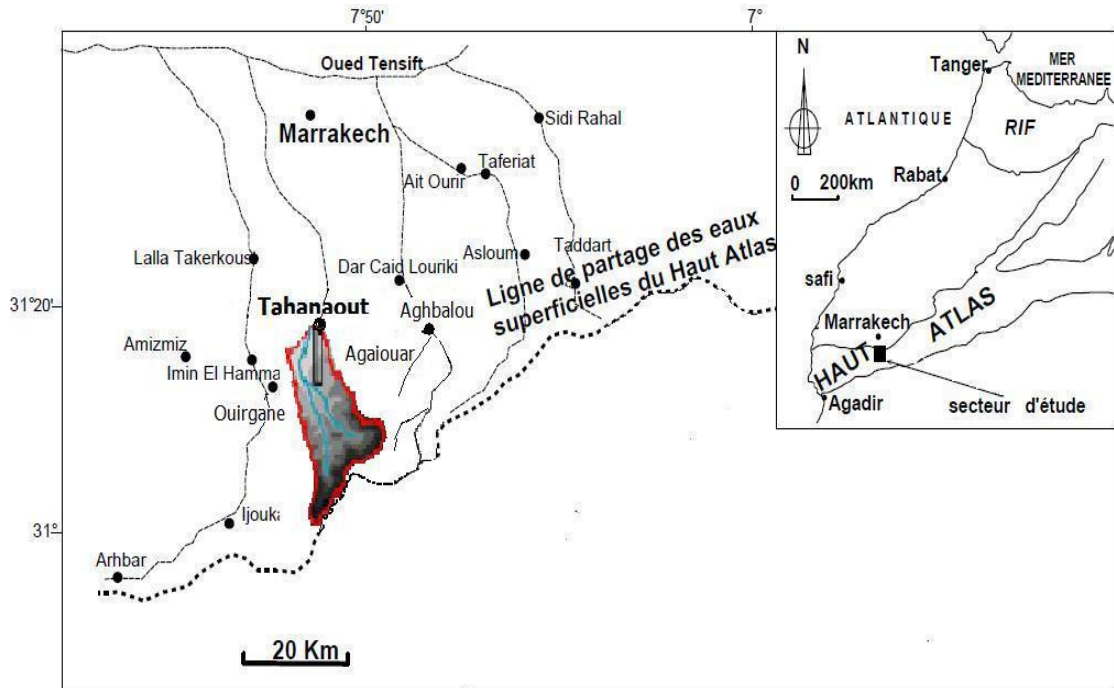 7°50'
7°
Oued Tensift
Marrakech
Sidi Rahal
Taferiat
Ait Ourir
Lalla Takerkous
Dar Caid Louriki
Asloum
Taddart
Ligne de partage des eaux
superficielles du Haut Atlas
31°20'
Tahanaout
Aghbalou
Amizmiz
Agaiouar
Imin El Hamma
Ouirgane
Ijouka
31°
Arhbar
20 Km
N
Tanger
MER
MEDITERRANEE
ATLANTIQUE
RIF
0 200km
Rabat
safi
Marrakech
HAUT ATLAS
Agadir
secteur d'étude